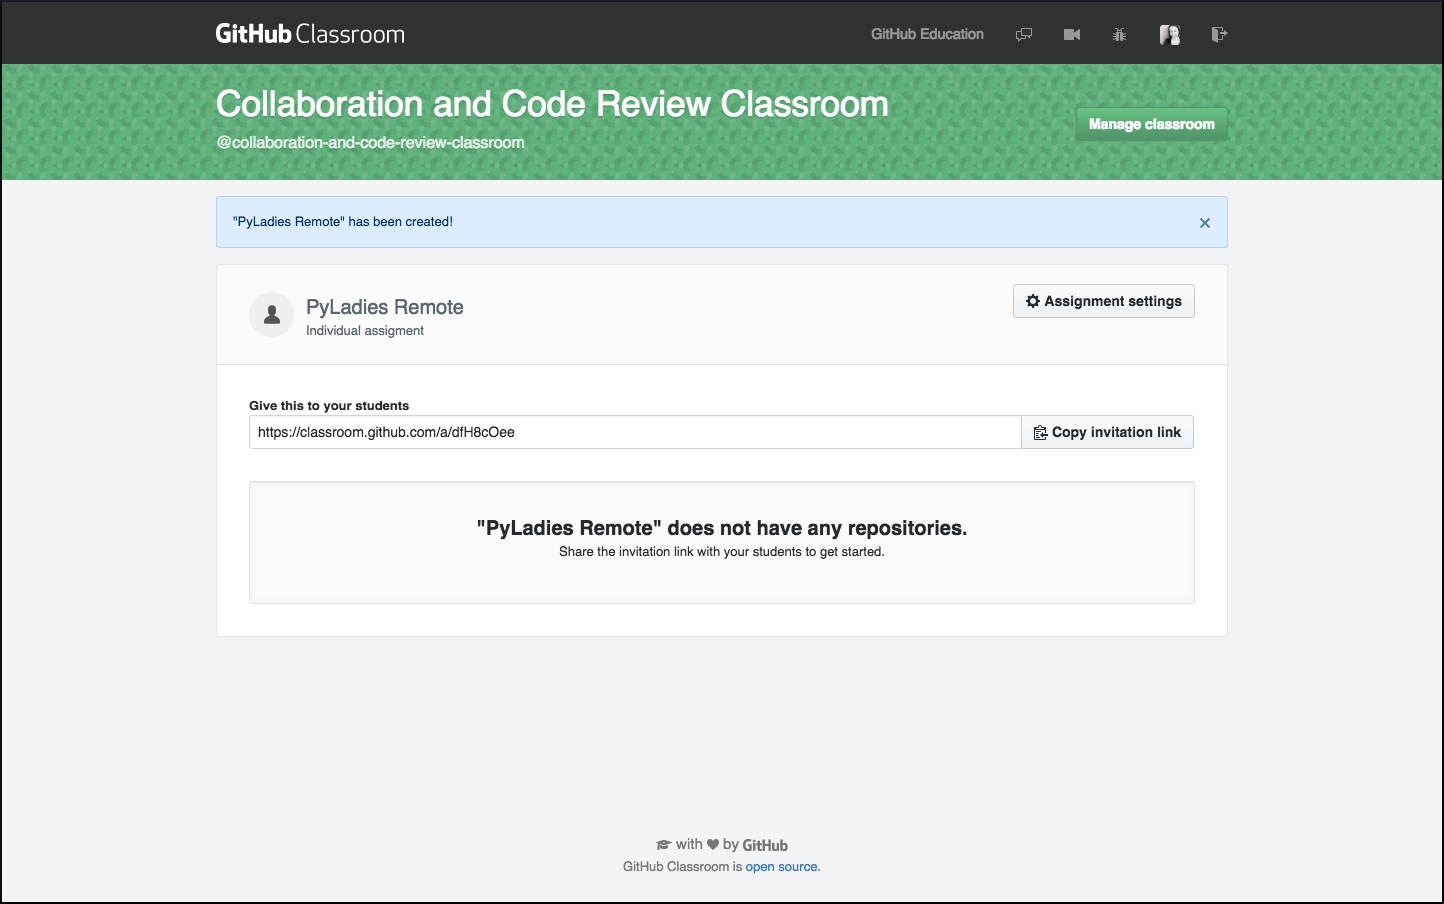 GitHub Classroom
GitHub Education
Collaboration and Code Review Classroom
@collaboration-and-code-review-classroom
Manage classroom
"PyLadies Remote" has been created!
PyLadies Remote
Individual assigment
Assignment settings
Give this to your students
https://classroom.github.com/a/dfH8cOee
Copy invitation link
"PyLadies Remote" does not have any repositories.
Share the invitation link with your students to get started.
with by GitHub
GitHub Classroom is open source.